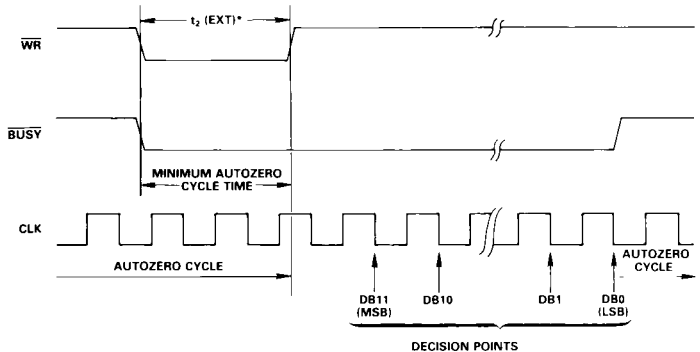 t₂ (EXT)*
WR
BUSY
MINIMUM AUTOZERO
CYCLE TIME
CLK
AUTOZERO CYCLE
AUTOZERO
CYCLE
DB11
(MSB)
DB10
DB1
DB0
(LSB)
DECISION POINTS